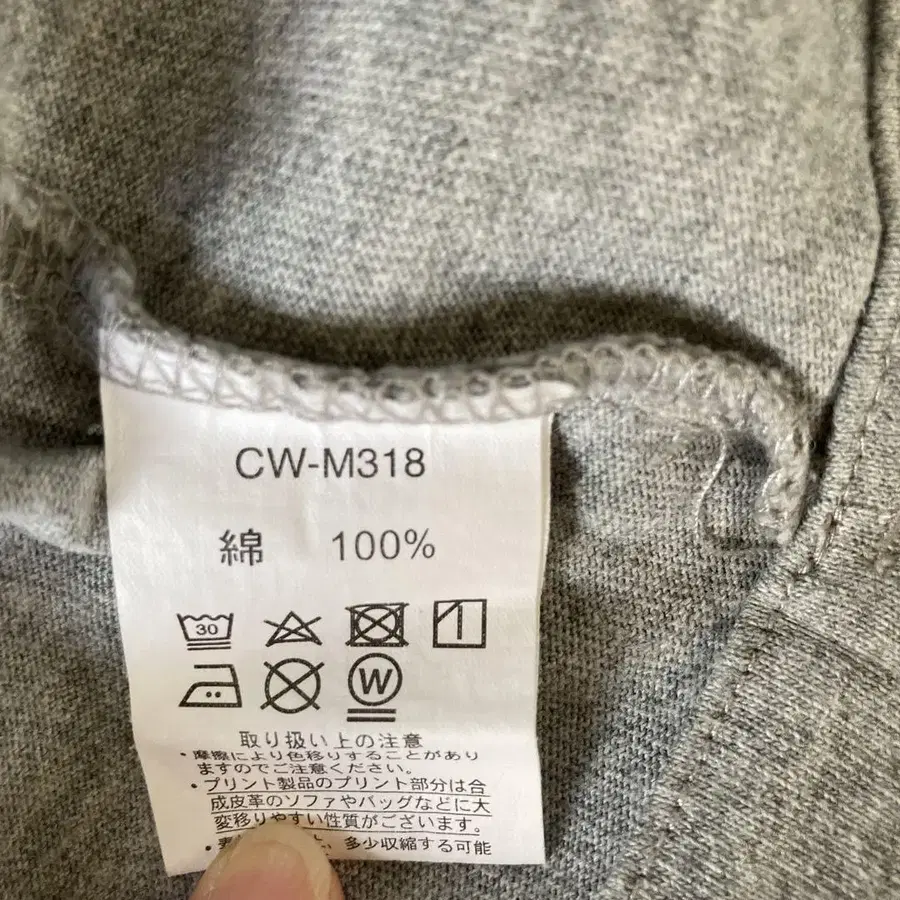 CW-M318
綿 100%
30
W
取り扱い上の注意
・摩擦により色移りすることがあり
ますのでご注意ください。
・プリント製品のプリント部分は合
成皮革のソファやバッグなどに大
変移りやすい性質がございます。
上、多少収縮する可能